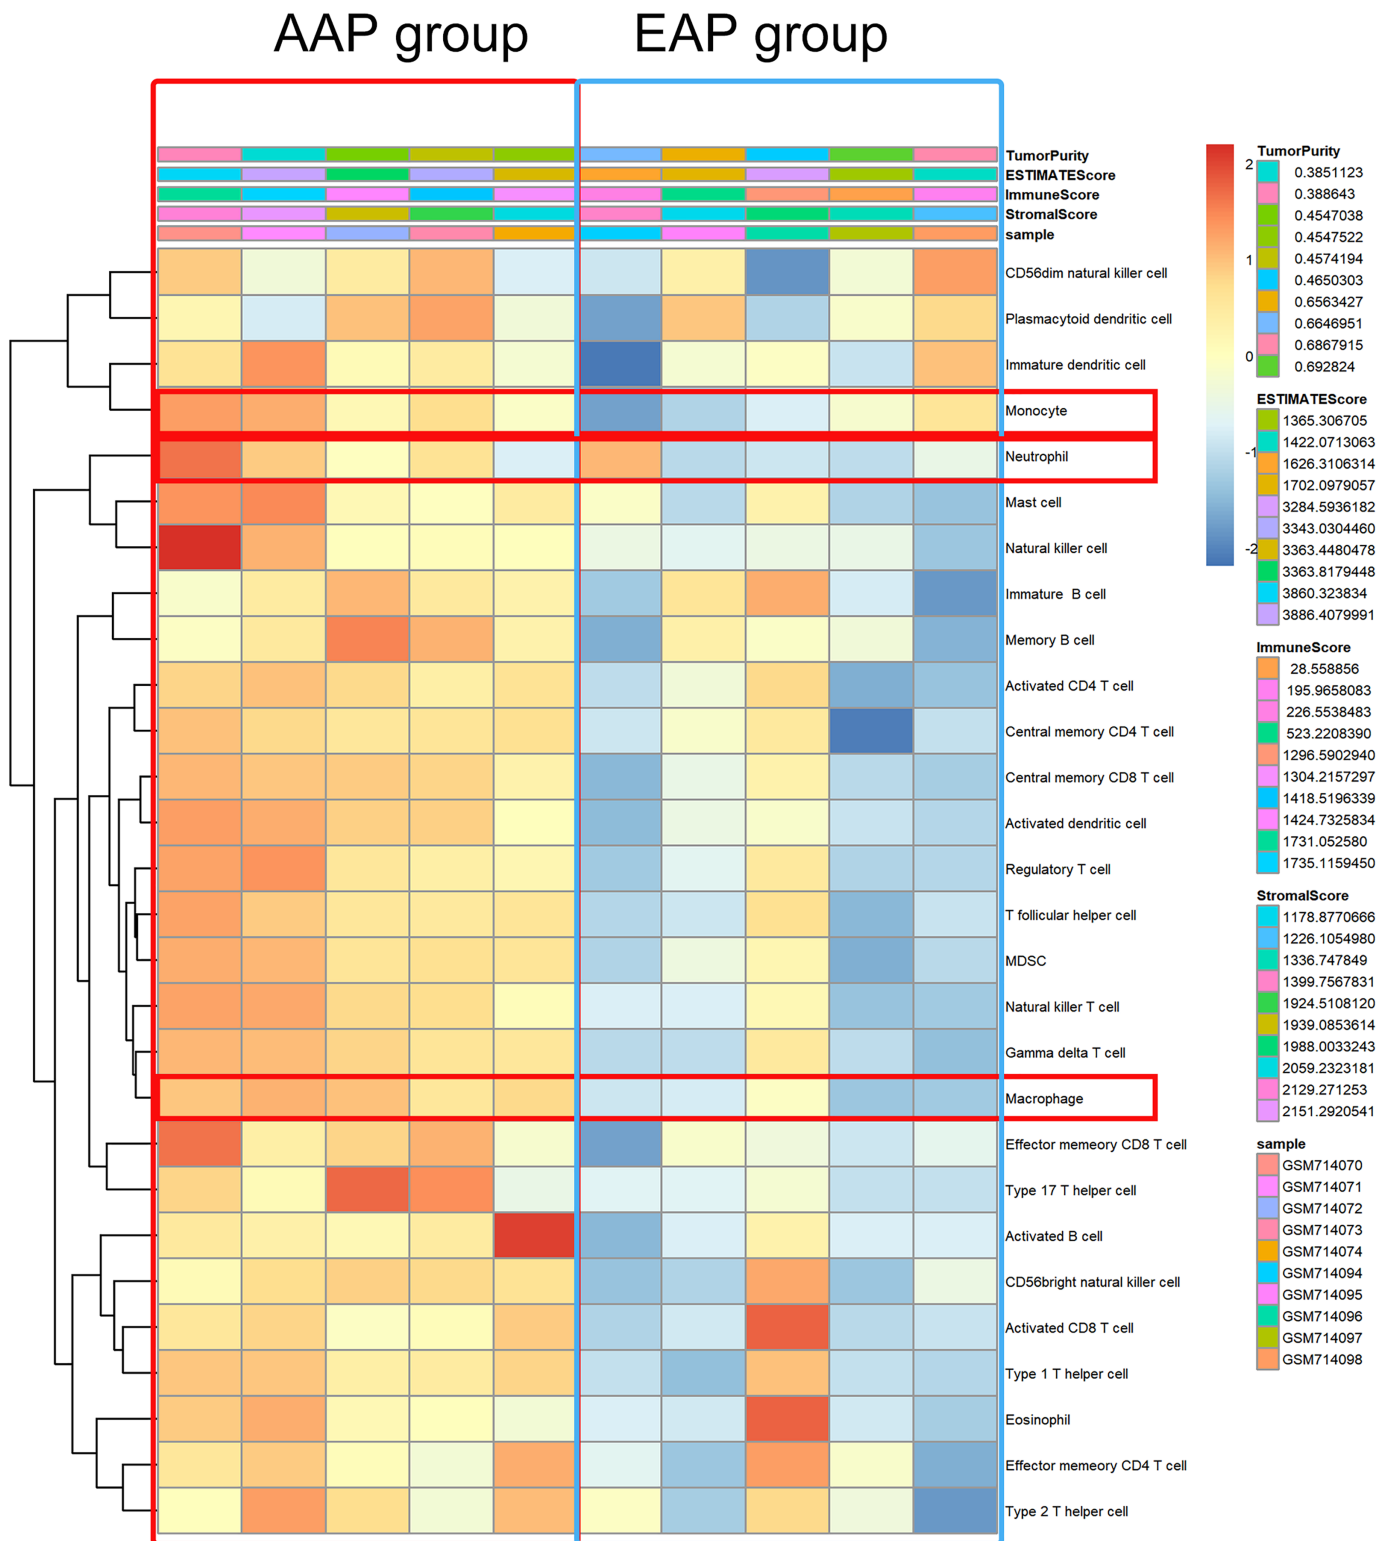 AAP group EAP group
TumorPurity
ESTIMATEScore
ImmuneScore
StromalScore
sample
CD56dim natural killer cell
Plasmacytoid dendritic cell
Immature dendritic cell
Monocyte
Neutrophil
Mast cell
Natural killer cell
Immature  B cell
Memory B cell
Activated CD4 T cell
Central memory CD4 T cell
Central memory CD8 T cell
Activated dendritic cell
Regulatory T cell
T follicular helper cell
MDSC
Natural killer T cell
Gamma delta T cell
Macrophage
Effector memeory CD8 T cell
Type 17 T helper cell
Activated B cell
CD56bright natural killer cell
Activated CD8 T cell
Type 1 T helper cell
Eosinophil
Effector memeory CD4 T cell
Type 2 T helper cell
2
1
0
-1
-2
TumorPurity
0.3851123
0.388643
0.4547038
0.4547522
0.4574194
0.4650303
0.6563427
0.6646951
0.6867915
0.692824
ESTIMATEScore
1365.306705
1422.0713063
1626.3106314
1702.0979057
3284.5936182
3343.0304460
3363.4480478
3363.8179448
3860.323834
3886.4079991
ImmuneScore
28.558856
195.9658083
226.5538483
523.2208390
1296.5902940
1304.2157297
1418.5196339
1424.7325834
1731.052580
1735.1159450
StromalScore
1178.8770666
1226.1054980
1336.747849
1399.7567831
1924.5108120
1939.0853614
1988.0033243
2059.2323181
2129.271253
2151.2920541
sample
GSM714070
GSM714071
GSM714072
GSM714073
GSM714074
GSM714094
GSM714095
GSM714096
GSM714097
GSM714098